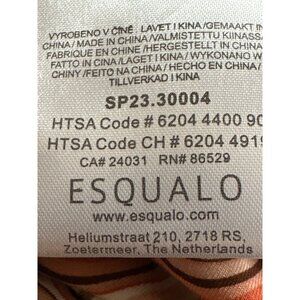 VYROBENO V ČÍNĚ / LAVET I KINA /GEMAAKT IN
CHINA / MADE IN CHINA /VALMISTETTU KIINASSA
FABRIQUE EN CHINE / HERGESTELLT IN CHINA
FATTO IN CINA /LAGET I KINA / WYKONANO W
CHINY /FEITO NA CHINA / HECHO EN CHINA /
TILLVERKAD I KINA
SP23.30004
HTSA Code # 6204 4400 90
HTSA Code CH # 6204 4919
CA# 24031 RN# 86529
ESQUALO
www.esqualo.com
Heliumstraat 210, 2718 RS,
Zoetermeer, The Netherlands